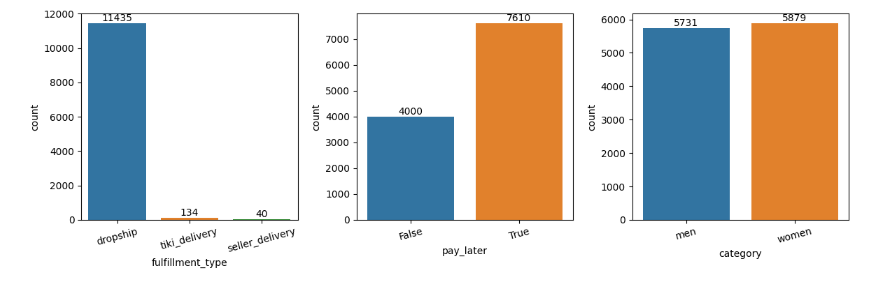 12000
10000
8000
6000
4000
2000
0
count
11435
134
40
dropship
tiki_delivery
seller_delivery
fulfillment_type
7000
6000
5000
4000
3000
2000
1000
0
count
4000
7610
False
True
pay_later
6000
5000
4000
3000
2000
1000
0
count
5731
5879
men
women
category